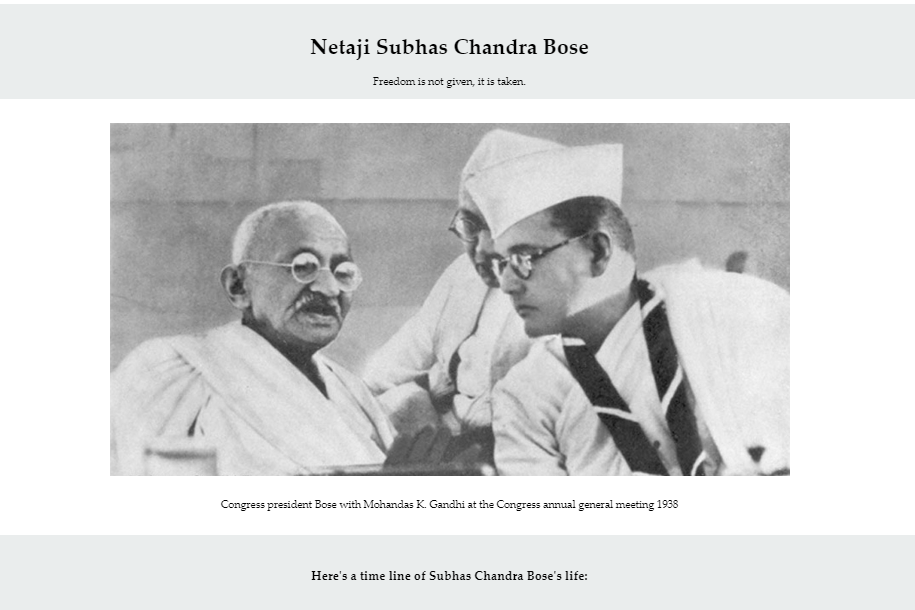 Netaji Subhas Chandra Bose
Freedom is not given, it is taken.
Congress president Bose with Mohandas K. Gandhi at the Congress annual general meeting 1938
Here's a time line of Subhas Chandra Bose's life: